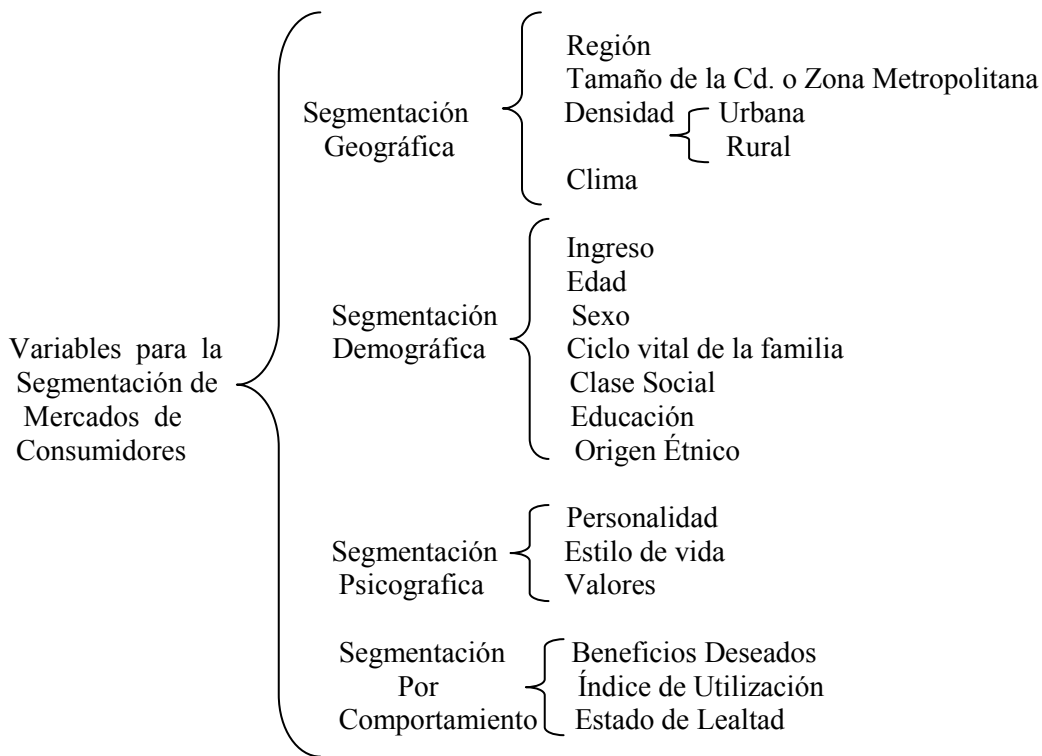 Variables para la
Segmentación de
Mercados de
Consumidores
Segmentación
Geográfica
Región
Tamaño de la Cd. o Zona Metropolitana
Densidad
Urbana
Rural
Clima
Segmentación
Demográfica
Ingreso
Edad
Sexo
Ciclo vital de la familia
Clase Social
Educación
Origen Étnico
Segmentación
Psicografica
Personalidad
Estilo de vida
Valores
Segmentación
Por
Comportamiento
Beneficios Deseados
Índice de Utilización
Estado de Lealtad